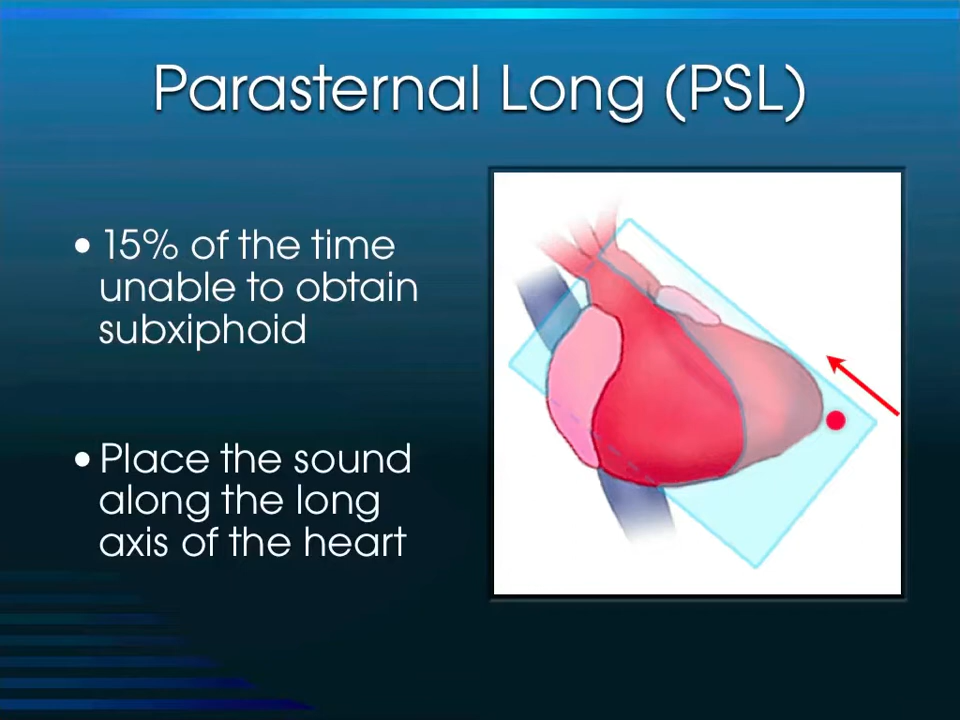 Parasternal Long (PSL)
• 15% of the time
unable to obtain
subxiphoid
• Place the sound
along the long
axis of the heart